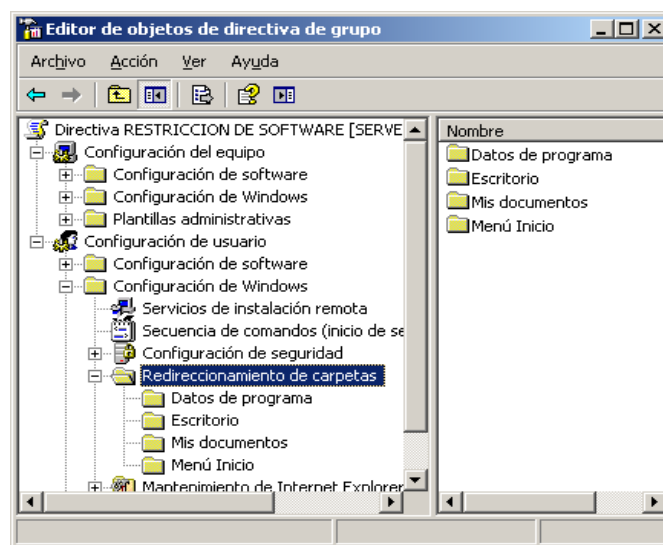 Editor de objetos de directiva de grupo
Archivo Acción Ver Ayuda
Directiva RESTRICCION DE SOFTWARE [SERVE
Configuración del equipo
Configuración de software
Configuración de Windows
Plantillas administrativas
Configuración de usuario
Configuración de software
Configuración de Windows
Servicios de instalación remota
Secuencia de comandos (inicio de se
Configuración de seguridad
Redireccionamiento de carpetas
Datos de programa
Escritorio
Mis documentos
Menú Inicio
Mantenimiento de Internet Explorer
Nombre
Datos de programa
Escritorio
Mis documentos
Menú Inicio